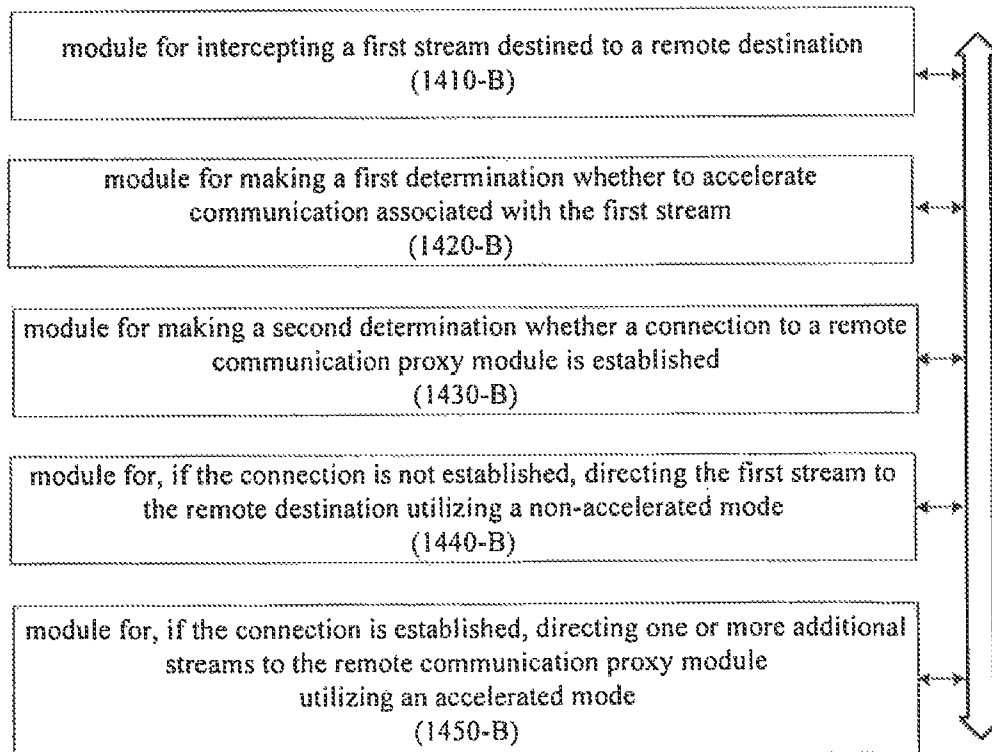 module for intercepting a first stream destined to a remote destination
(1410-B)
module for making a first determination whether to accelerate
communication associated with the first stream
(1420-B)
module for making a second determination whether a connection to a remote
communication proxy module is established
(1430-B)
module for, if the connection is not established, directing the first stream to
the remote destination utilizing a non-accelerated mode
(1440-B)
module for, if the connection is established, directing one or more additional
streams to the remote communication proxy module
utilizing an accelerated mode
(1450-B)